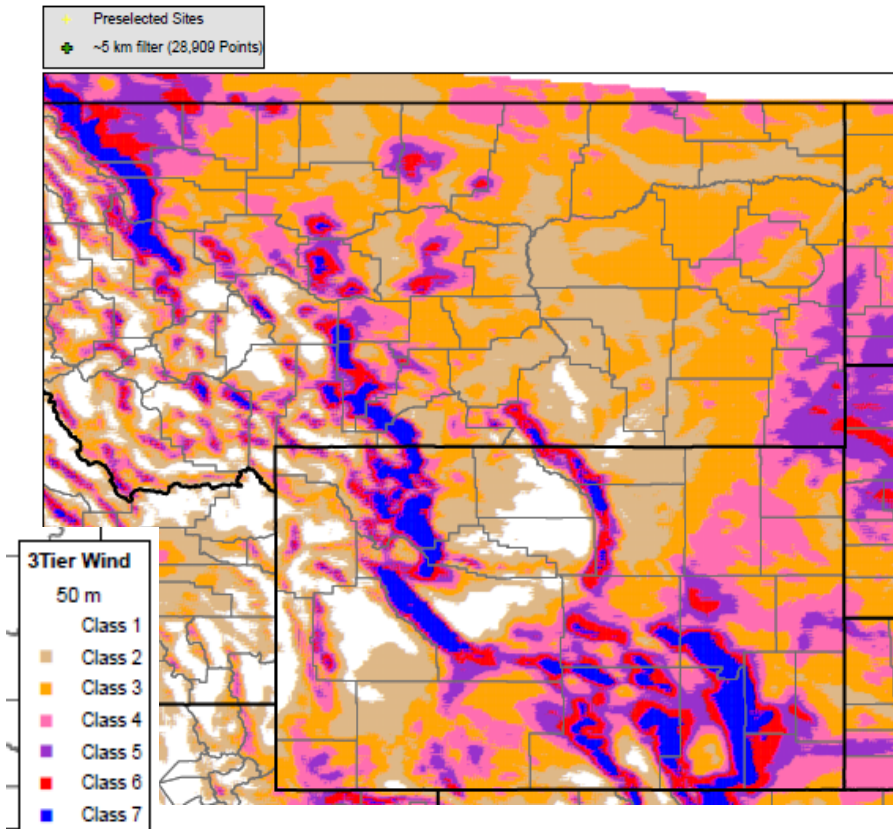 Preselected Sites
~5 km filter (28,909 Points)
3Tier Wind
50 m
Class 1
Class 2
Class 3
Class 4
Class 5
Class 6
Class 7